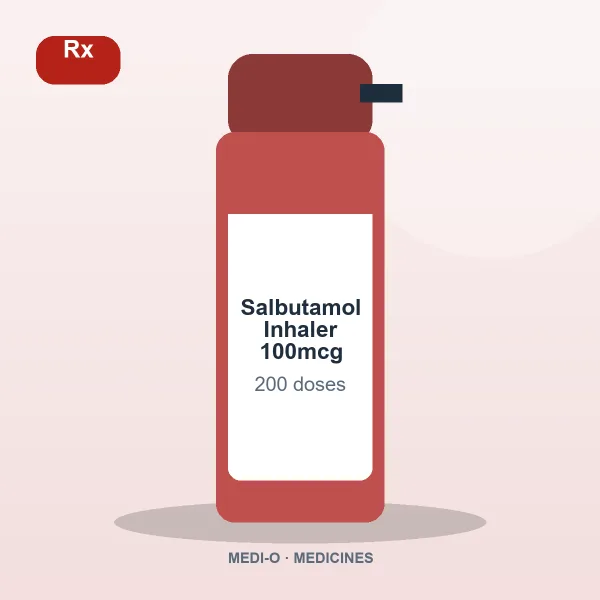 Rx
Salbutamol
Inhaler
100mcg
200 doses
MEDI-O · MEDICINES